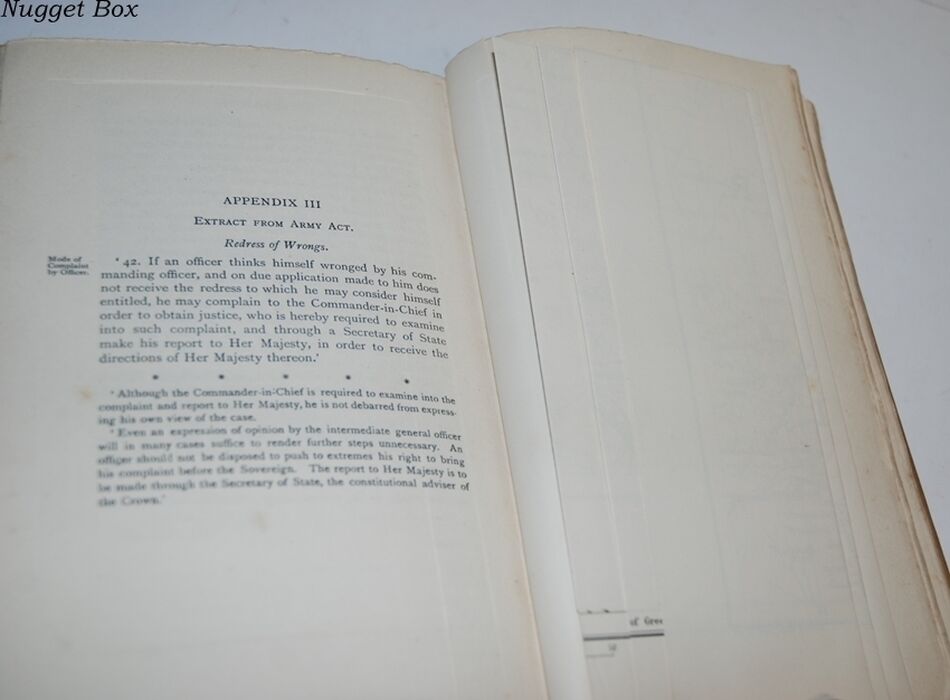 Nugget Box
APPENDIX III
EXTRACT FROM ARMY ACT.
Redress of Wrongs.
Mode of
Complaint
by Officer.
‘ 42. If an officer thinks himself wronged by his com-
manding officer, and on due application made to him does
not receive the redress to which he may consider himself
entitled, he may complain to the Commander-in-Chief in
order to obtain justice, who is hereby required to examine
into such complaint, and through a Secretary of State
make his report to Her Majesty, in order to receive the
directions of Her Majesty thereon.’
* * * * *
‘ Although the Commander-in-Chief is required to examine into the
complaint and report to Her Majesty, he is not debarred from express-
ing his own view of the case.
‘ Even an expression of opinion by the intermediate general officer
will in many cases suffice to render further steps unnecessary. An
officer should not be disposed to push to extremes his right to bring
his complaint before the Sovereign. The report to Her Majesty is to
be made through the Secretary of State, the constitutional adviser of
the Crown.’
of Gree